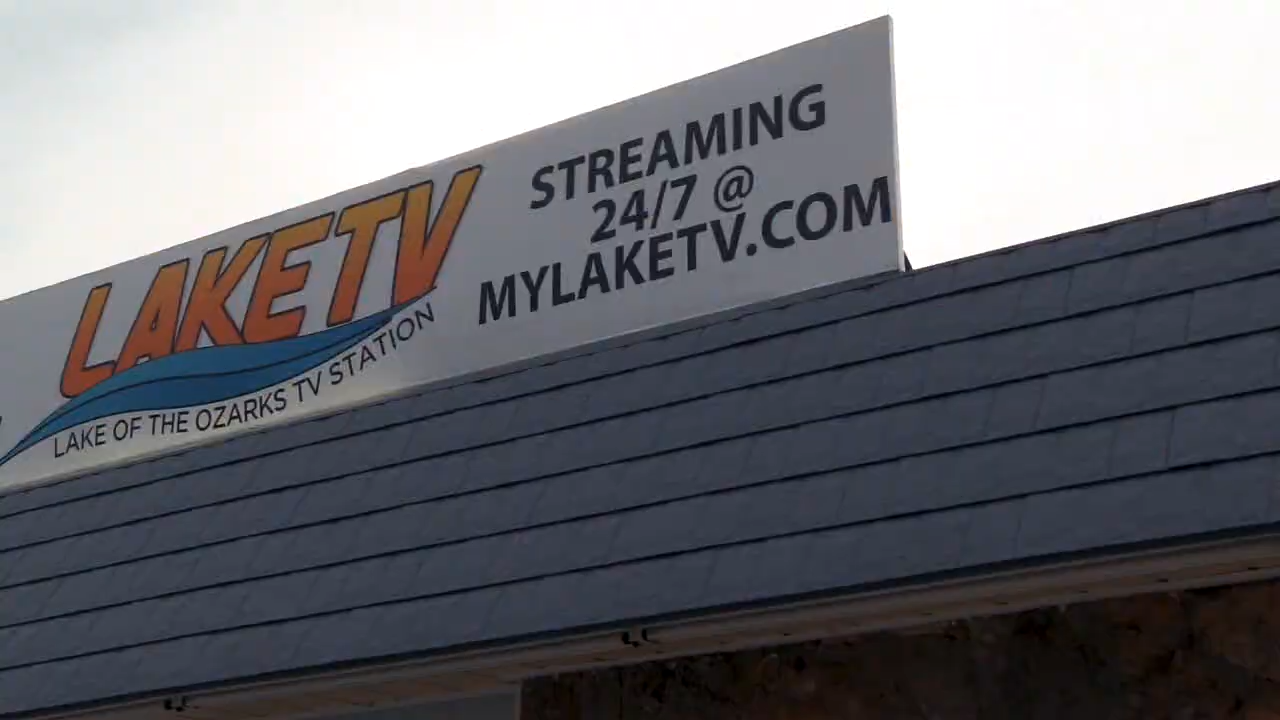 LAKETV
LAKE OF THE OZARKS TV STATION
STREAMING
24/7 @
MYLAKETV.COM